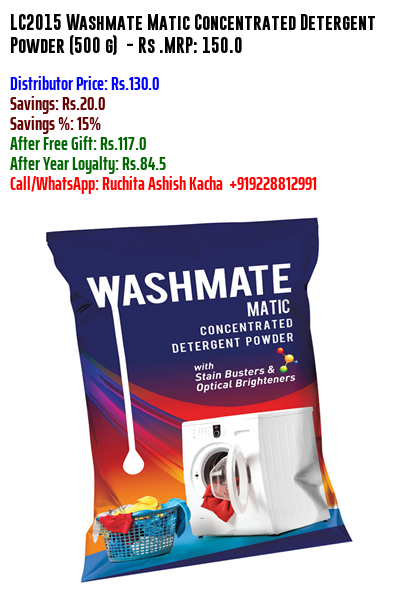 LC2015 Washmate Matic Concentrated Detergent
Powder (500 g) - Rs .MRP: 150.0
Distributor Price: Rs.130.0
Savings: Rs.20.0
Savings %: 15%
After Free Gift: Rs.117.0
After Year Loyalty: Rs.84.5
Call/WhatsApp: Ruchita Ashish Kacha +919228812991
WASHMATE
MATIC
CONCENTRATED
DETERGENT POWDER
with
Stain Busters &
Optical Brighteners